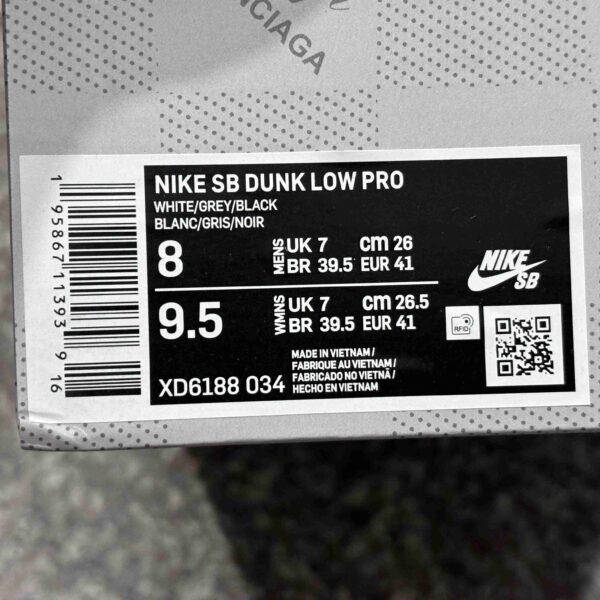 NCIAGA
NIKE SB DUNK LOW PRO
WHITE/GREY/BLACK
BLANC/GRIS/NOIR
8 MENS UK 7 cm 26
BR 39.5 EUR 41
NIKE
SB
9.5 WMNS UK 7 cm 26.5
BR 39.5 EUR 41
RFID
MADE IN VIETNAM /
FABRIQUE AU VIETNAM /
FABRICADO NO VIETNÃ /
HECHO EN VIETNAM
XD6188 034
1 95867 11393 9 16